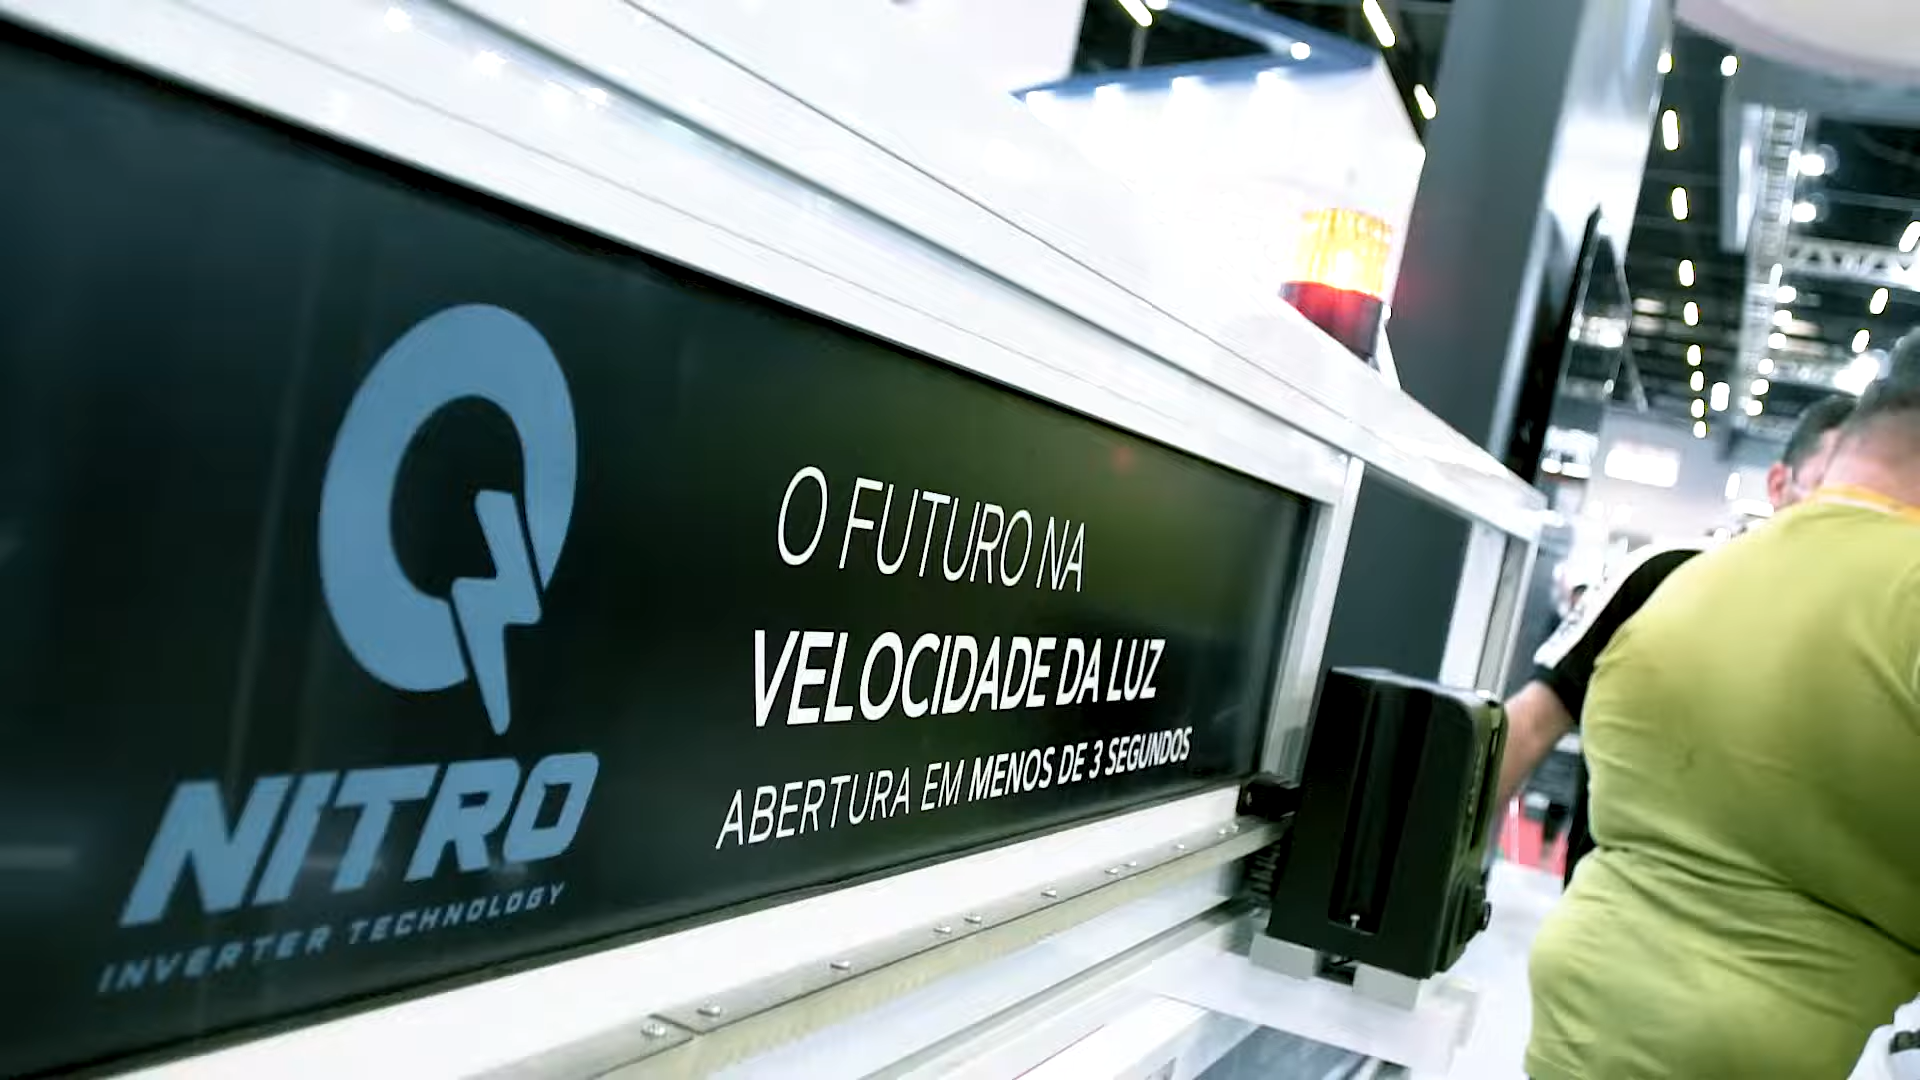 NITRO
INVERTER TECHNOLOGY
O FUTURO NA
VELOCIDADE DA LUZ
ABERTURA EM MENOS DE 3 SEGUNDOS